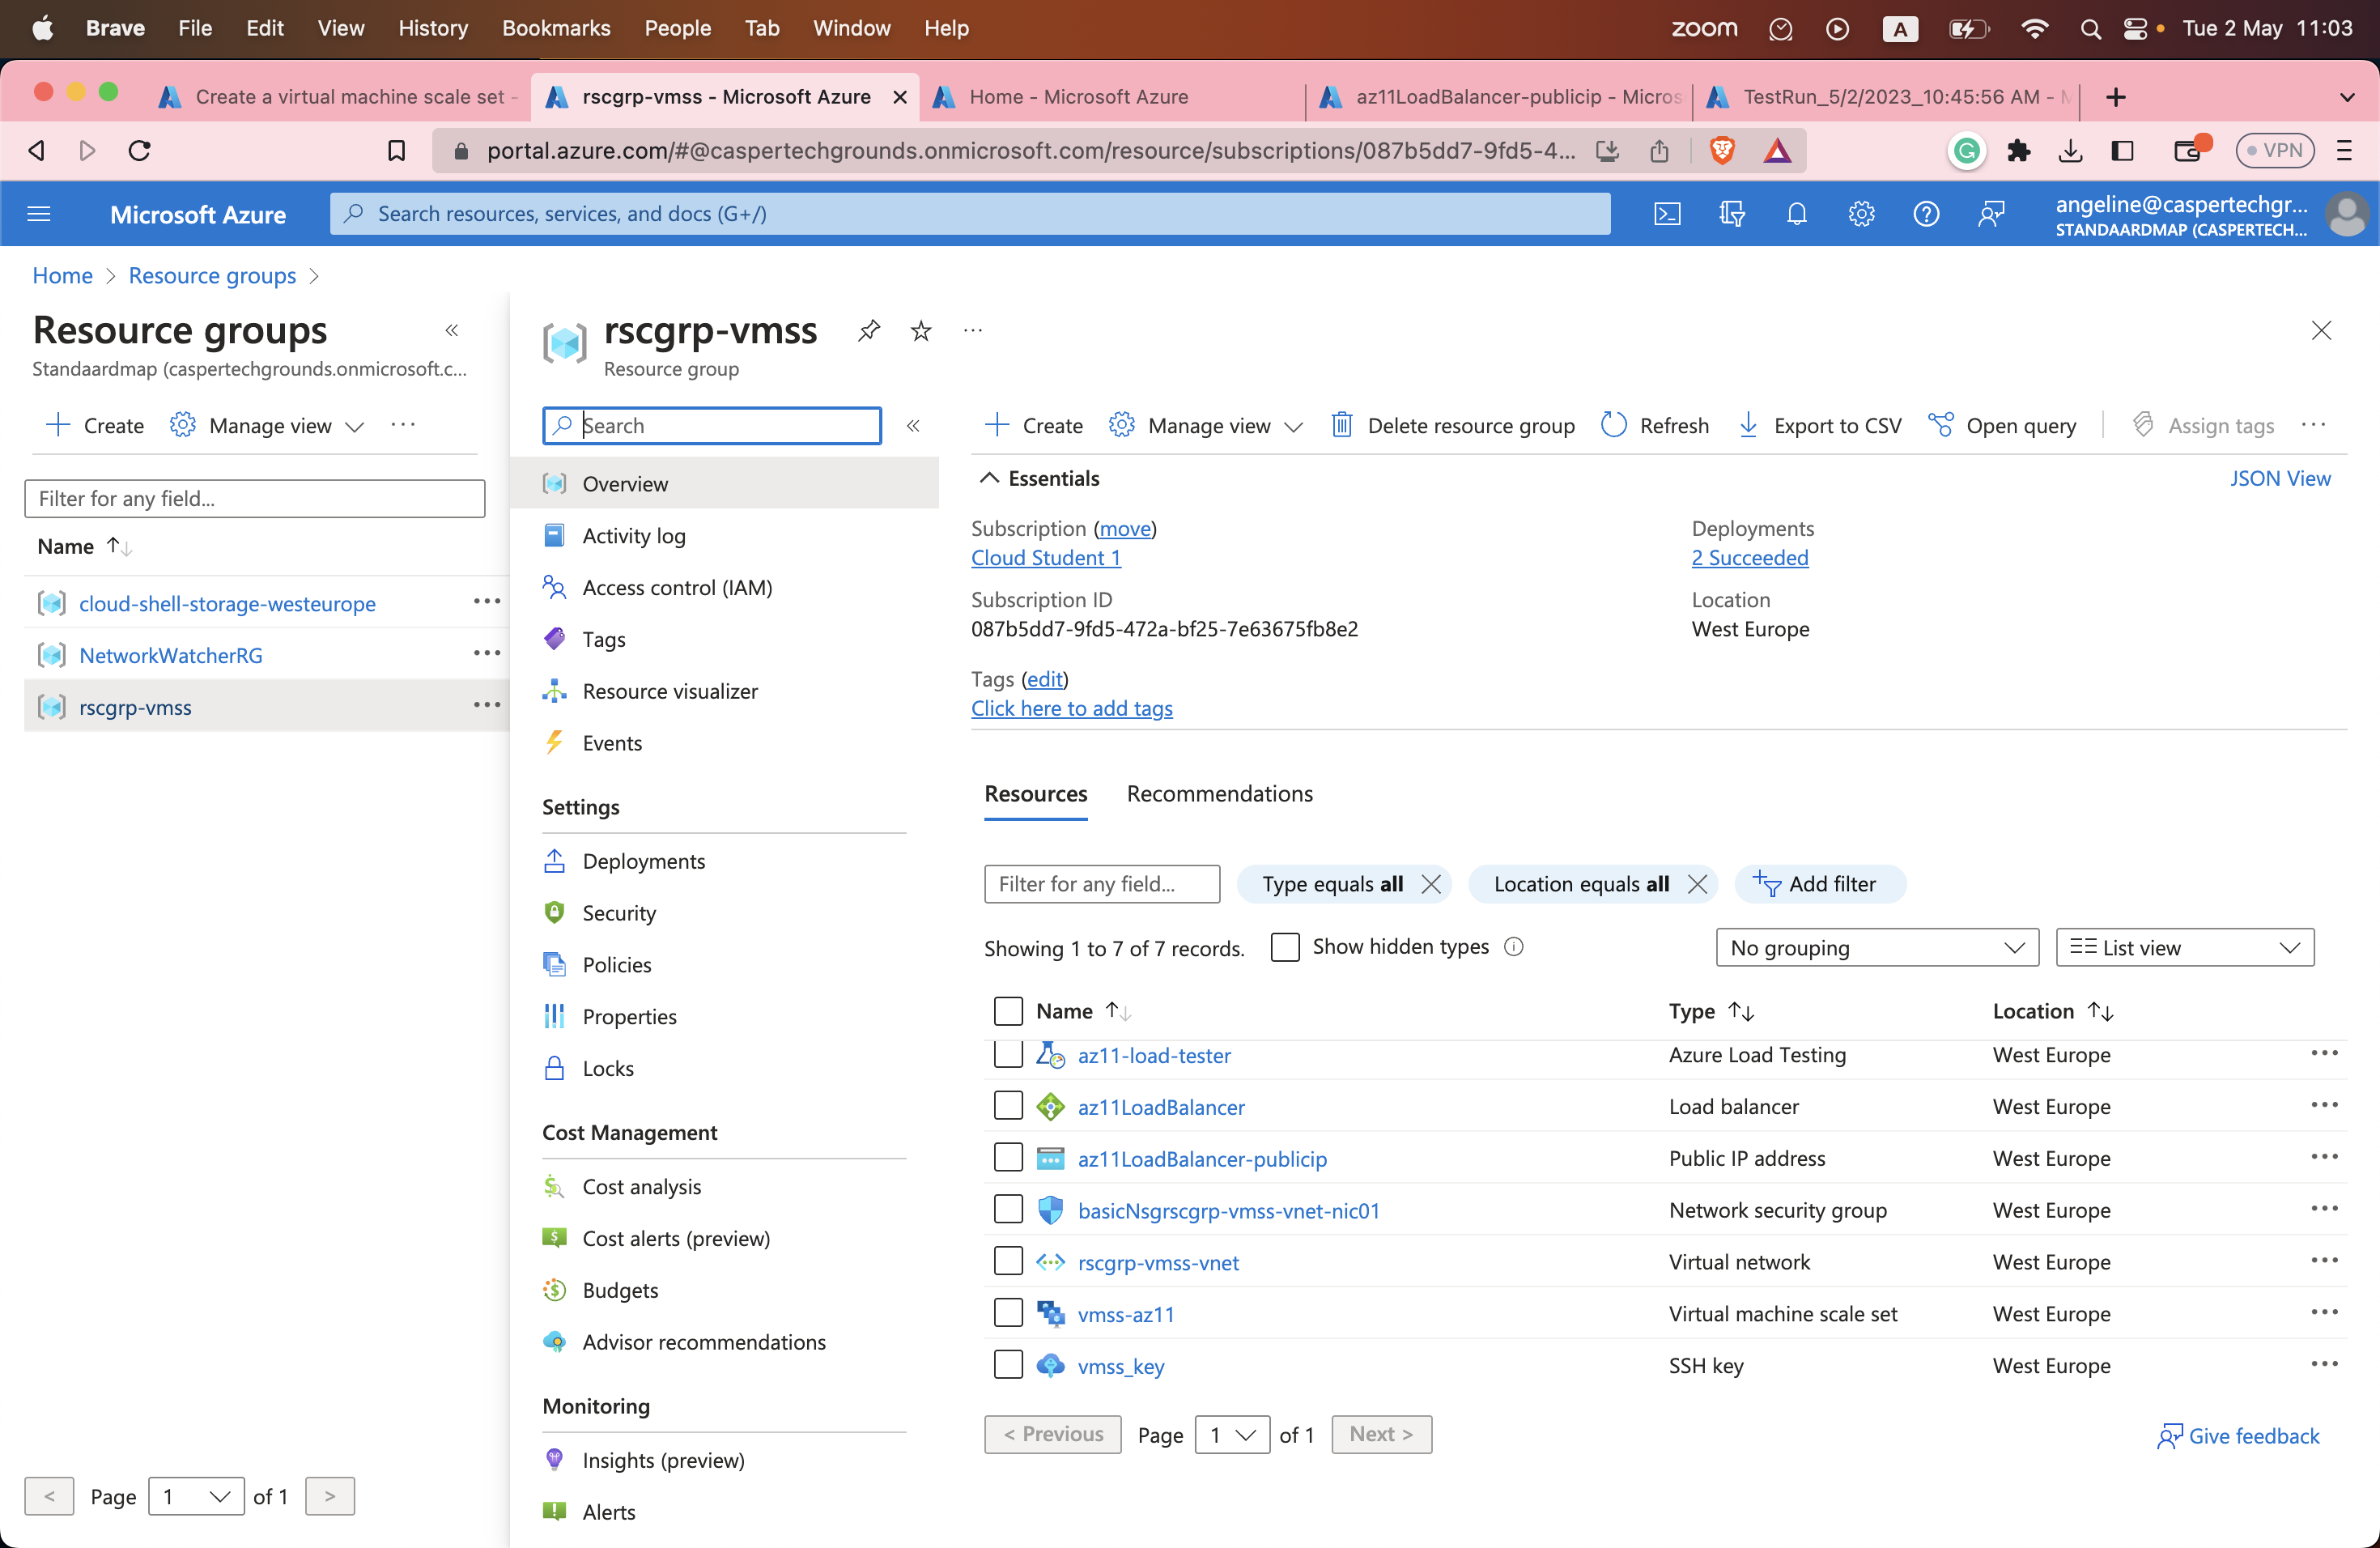 Brave File Edit View History Bookmarks People Tab Window Help zoom A Tue 2 May 11:03
Create a virtual machine scale set - rscgrp-vmss - Microsoft Azure Home - Microsoft Azure az11LoadBalancer-publicip - Micros TestRun_5/2/2023_10:45:56 AM - M
portal.azure.com/#@caspertechgrounds.onmicrosoft.com/resource/subscriptions/087b5dd7-9fd5-4... VPN
Microsoft Azure Search resources, services, and docs (G+/) angeline@caspertechgr...
STANDAARDMAP (CASPERTECH...
Home > Resource groups >
Resource groups
Standaardmap (caspertechgrounds.onmicrosoft.c...
Create Manage view ...
Filter for any field...
Name
cloud-shell-storage-westeurope
NetworkWatcherRG
rscgrp-vmss
< Page 1 of 1 >
rscgrp-vmss
Resource group
Search
Overview
Activity log
Access control (IAM)
Tags
Resource visualizer
Events
Settings
Deployments
Security
Policies
Properties
Locks
Cost Management
Cost analysis
Cost alerts (preview)
Budgets
Advisor recommendations
Monitoring
Insights (preview)
Alerts
Create Manage view Delete resource group Refresh Export to CSV Open query Assign tags ...
Essentials JSON View
Subscription (move) Deployments
Cloud Student 1 2 Succeeded
Subscription ID Location
087b5dd7-9fd5-472a-bf25-7e63675fb8e2 West Europe
Tags (edit)
Click here to add tags
Resources Recommendations
Filter for any field... Type equals all Location equals all Add filter
Showing 1 to 7 of 7 records. Show hidden types No grouping List view
Name Type Location
az11-load-tester Azure Load Testing West Europe
az11LoadBalancer Load balancer West Europe
az11LoadBalancer-publicip Public IP address West Europe
basicNsgrscgrp-vmss-vnet-nic01 Network security group West Europe
rscgrp-vmss-vnet Virtual network West Europe
vmss-az11 Virtual machine scale set West Europe
vmss_key SSH key West Europe
< Previous Page 1 of 1 Next >
Give feedback